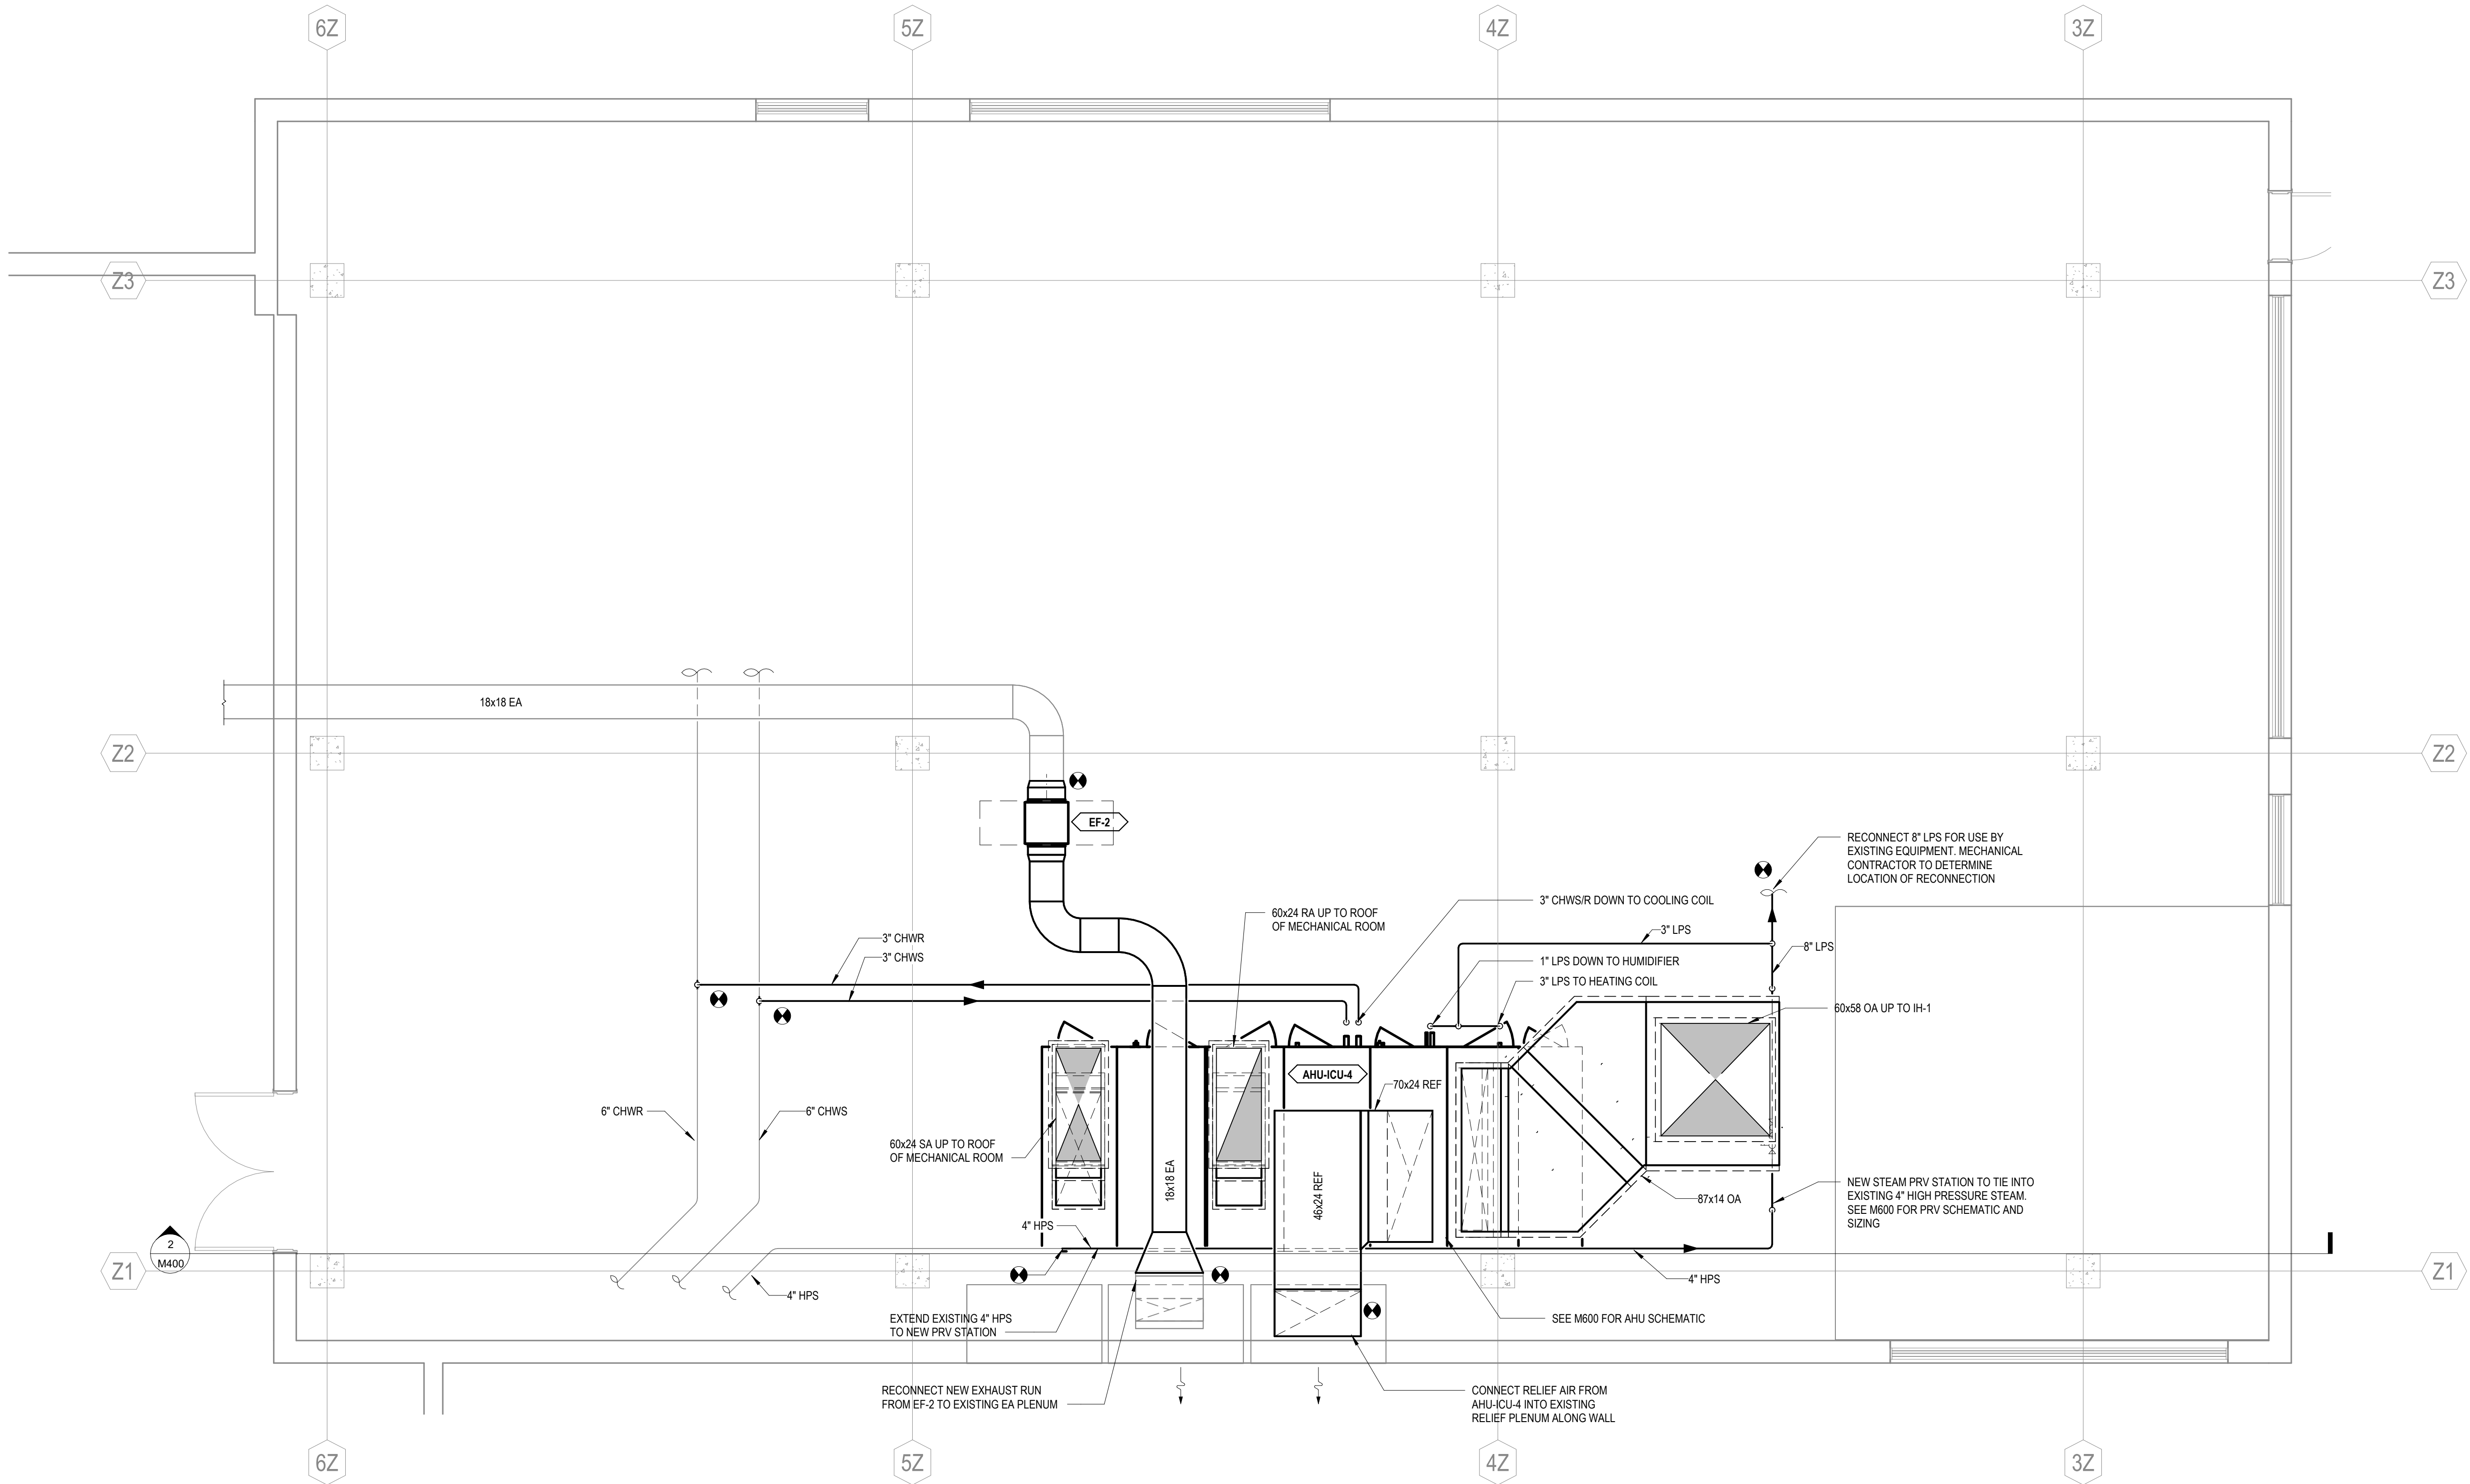 6Z
5Z
4Z
3Z
Z3
Z3
18x18 EA
Z2
Z2
EF-2
RECONNECT 8" LPS FOR USE BY
EXISTING EQUIPMENT. MECHANICAL
CONTRACTOR TO DETERMINE
LOCATION OF RECONNECTION
3" CHWS/R DOWN TO COOLING COIL
60x24 RA UP TO ROOF
OF MECHANICAL ROOM
3" LPS
3" CHWR
8" LPS
3" CHWS
1" LPS DOWN TO HUMIDIFIER
3" LPS TO HEATING COIL
60x58 OA UP TO IH-1
AHU-ICU-4
70x24 REF
6" CHWR
6" CHWS
60x24 SA UP TO ROOF
OF MECHANICAL ROOM
18x18 EA
46x24 REF
87x14 OA
NEW STEAM PRV STATION TO TIE INTO
EXISTING 4" HIGH PRESSURE STEAM.
SEE M600 FOR PRV SCHEMATIC AND
SIZING
4" HPS
2
M400
Z1
Z1
4" HPS
4" HPS
EXTEND EXISTING 4" HPS
TO NEW PRV STATION
SEE M600 FOR AHU SCHEMATIC
RECONNECT NEW EXHAUST RUN
FROM EF-2 TO EXISTING EA PLENUM
CONNECT RELIEF AIR FROM
AHU-ICU-4 INTO EXISTING
RELIEF PLENUM ALONG WALL
6Z
5Z
4Z
3Z